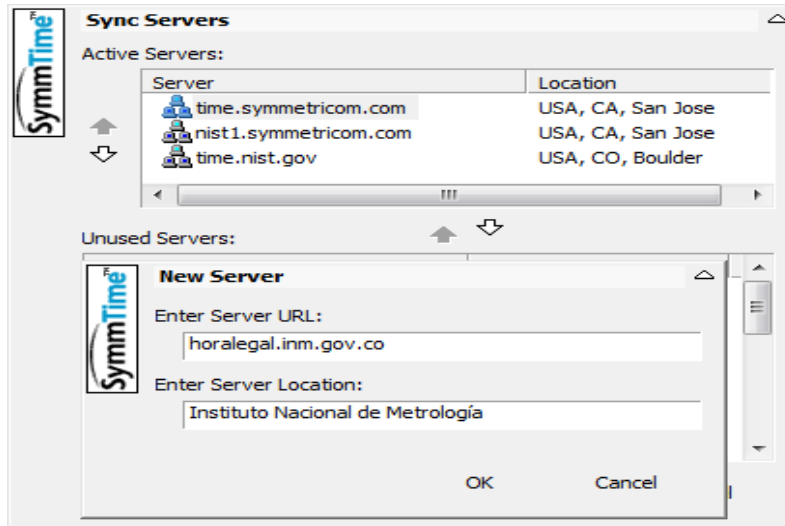 SymmTime TM
Sync Servers
Active Servers:
Server Location
time.symmetricom.com USA, CA, San Jose
nist1.symmetricom.com USA, CA, San Jose
time.nist.gov USA, CO, Boulder
Unused Servers:
SymmTime TM
New Server
Enter Server URL:
horalegal.inm.gov.co
Enter Server Location:
Instituto Nacional de Metrología
OK Cancel